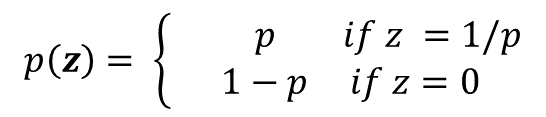 p(z) = { p if z = 1/p
1 − p if z = 0